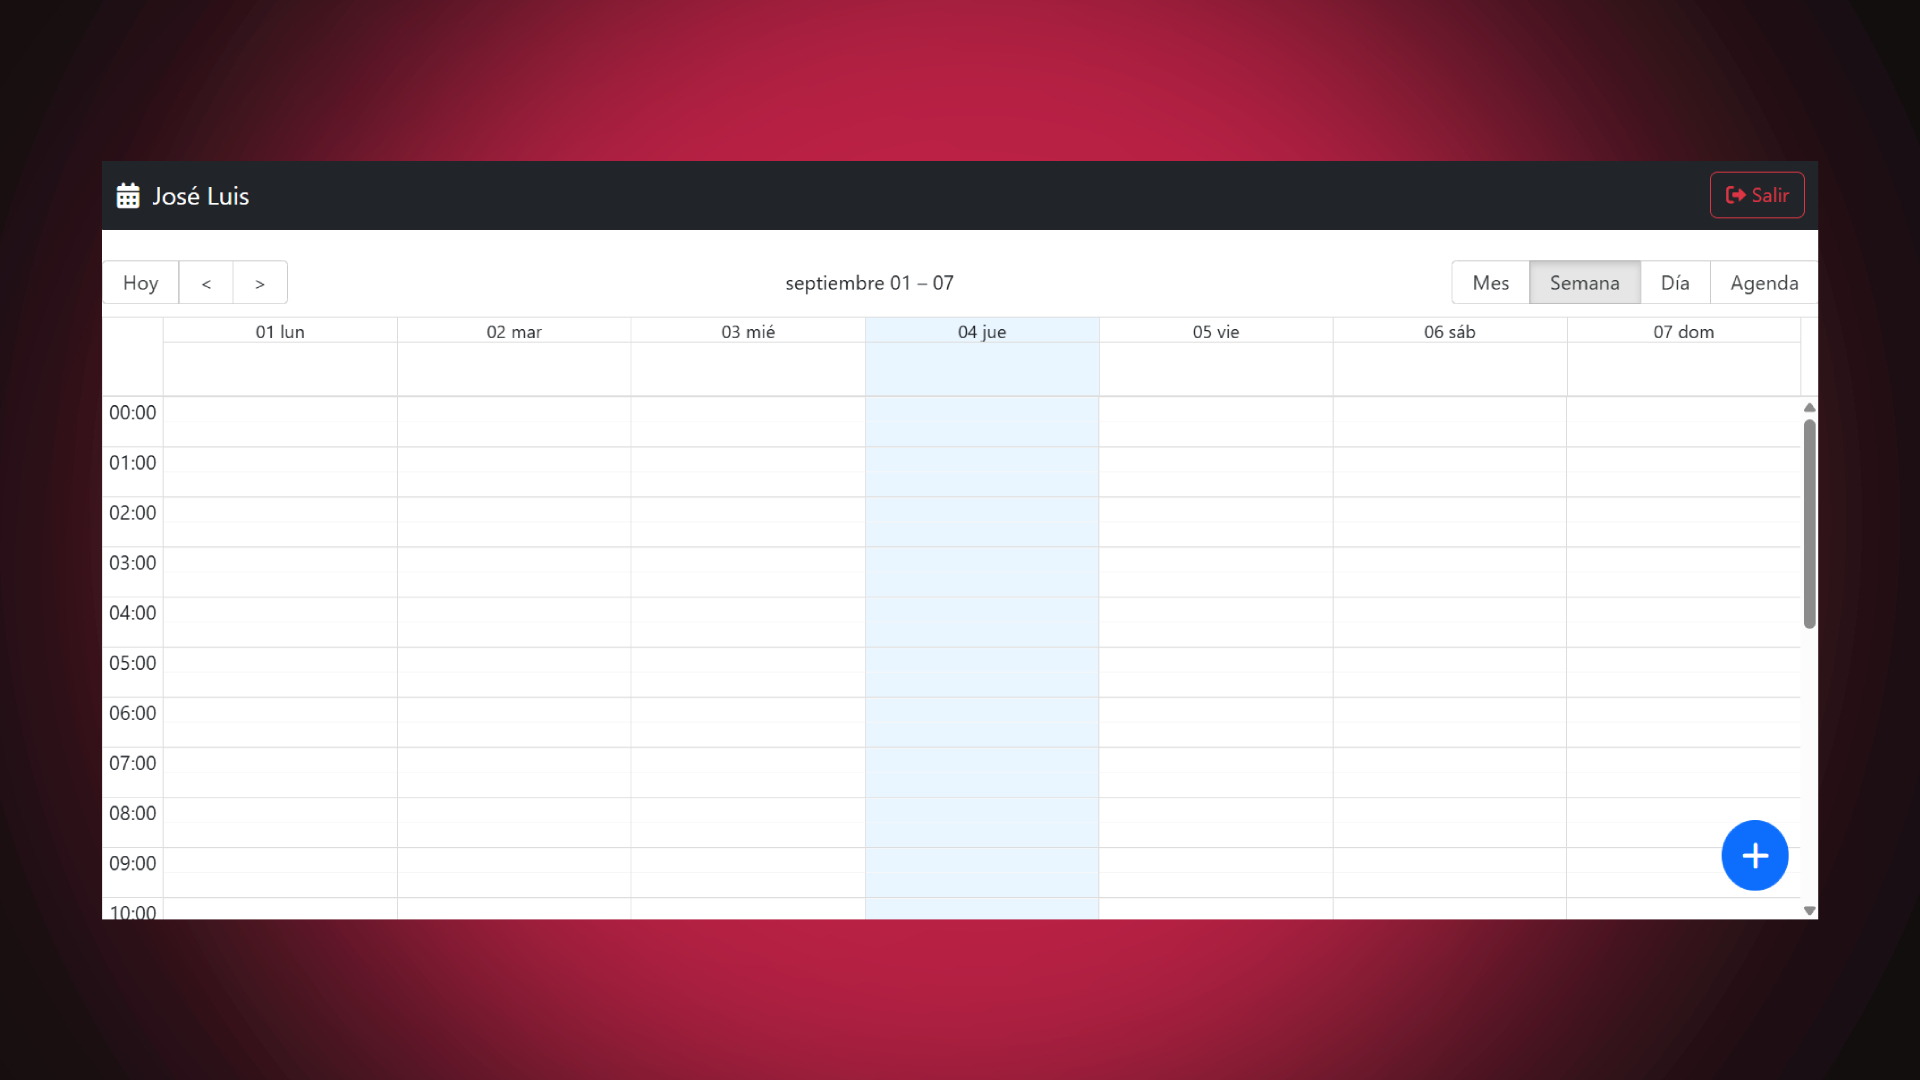 José Luis
Salir
Hoy < > septiembre 01 – 07 Mes Semana Día Agenda
01 lun 02 mar 03 mié 04 jue 05 vie 06 sáb 07 dom
00:00
01:00
02:00
03:00
04:00
05:00
06:00
07:00
08:00
09:00
10:00